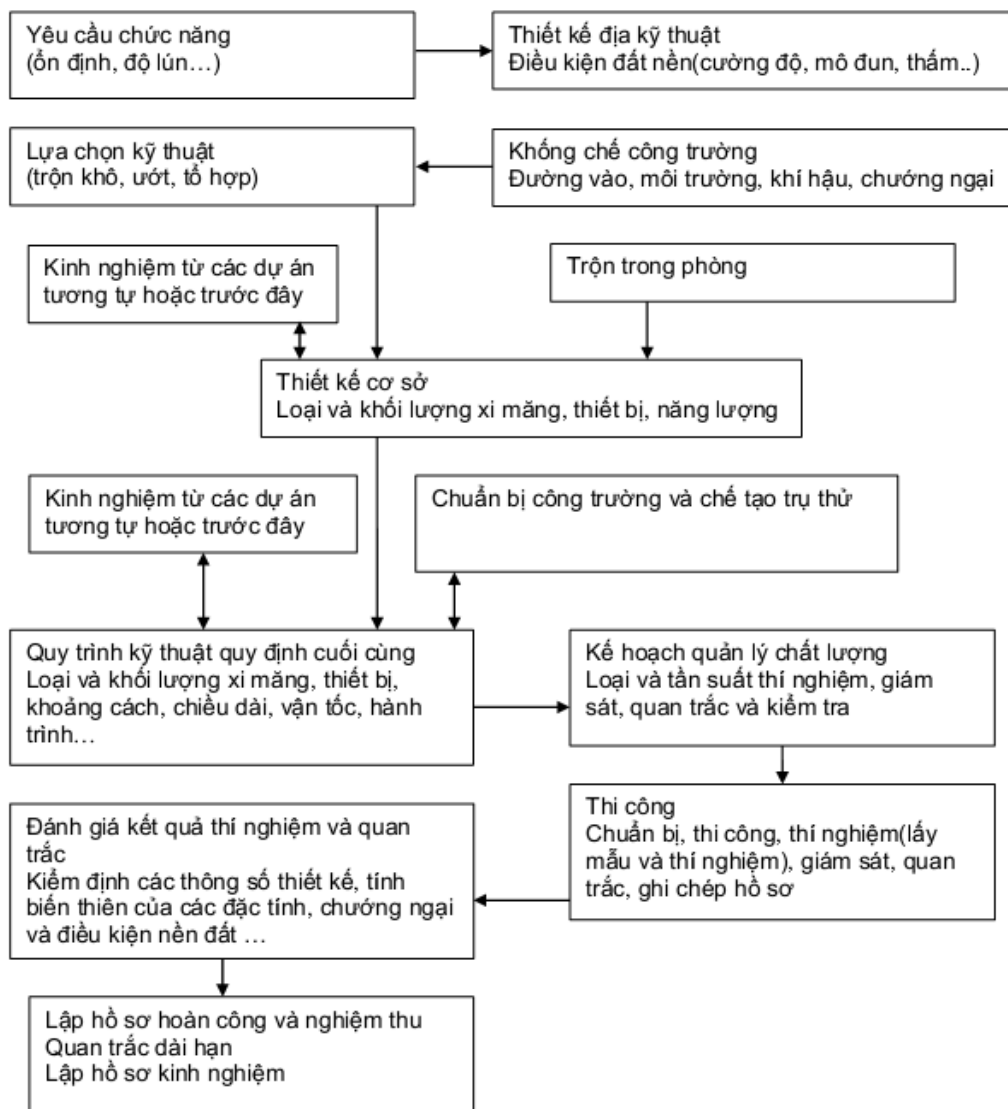 Yêu cầu chức năng
(ổn định, độ lún…)
Thiết kế địa kỹ thuật
Điều kiện đất nền(cường độ, mô đun, thấm..)
Lựa chọn kỹ thuật
(trộn khô, ướt, tổ hợp)
Khống chế công trường
Đường vào, môi trường, khí hậu, chướng ngại
Kinh nghiệm từ các dự án
tương tự hoặc trước đây
Trộn trong phòng
Thiết kế cơ sở
Loại và khối lượng xi măng, thiết bị, năng lượng
Kinh nghiệm từ các dự án
tương tự hoặc trước đây
Chuẩn bị công trường và chế tạo trụ thử
Quy trình kỹ thuật quy định cuối cùng
Loại và khối lượng xi măng, thiết bị,
khoảng cách, chiều dài, vận tốc, hành
trình…
Kế hoạch quản lý chất lượng
Loại và tần suất thí nghiệm, giám
sát, quan trắc và kiểm tra
Thi công
Chuẩn bị, thi công, thí nghiệm(lấy
mẫu và thí nghiệm), giám sát, quan
trắc, ghi chép hồ sơ
Đánh giá kết quả thí nghiệm và quan
trắc
Kiểm định các thông số thiết kế, tính
biến thiên của các đặc tính, chướng ngại
và điều kiện nền đất …
Lập hồ sơ hoàn công và nghiệm thu
Quan trắc dài hạn
Lập hồ sơ kinh nghiệm